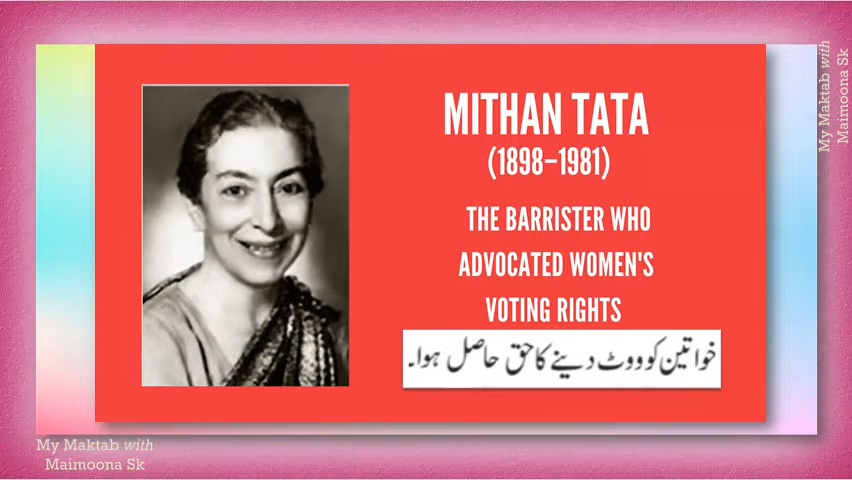 MITHAN TATA
(1898–1981)
THE BARRISTER WHO
ADVOCATED WOMEN'S
VOTING RIGHTS
خواتین کو ووٹ دینے کا حق حاصل ہوا۔
My Maktab with
Maimoona Sk
My Maktab with
Maimoona Sk